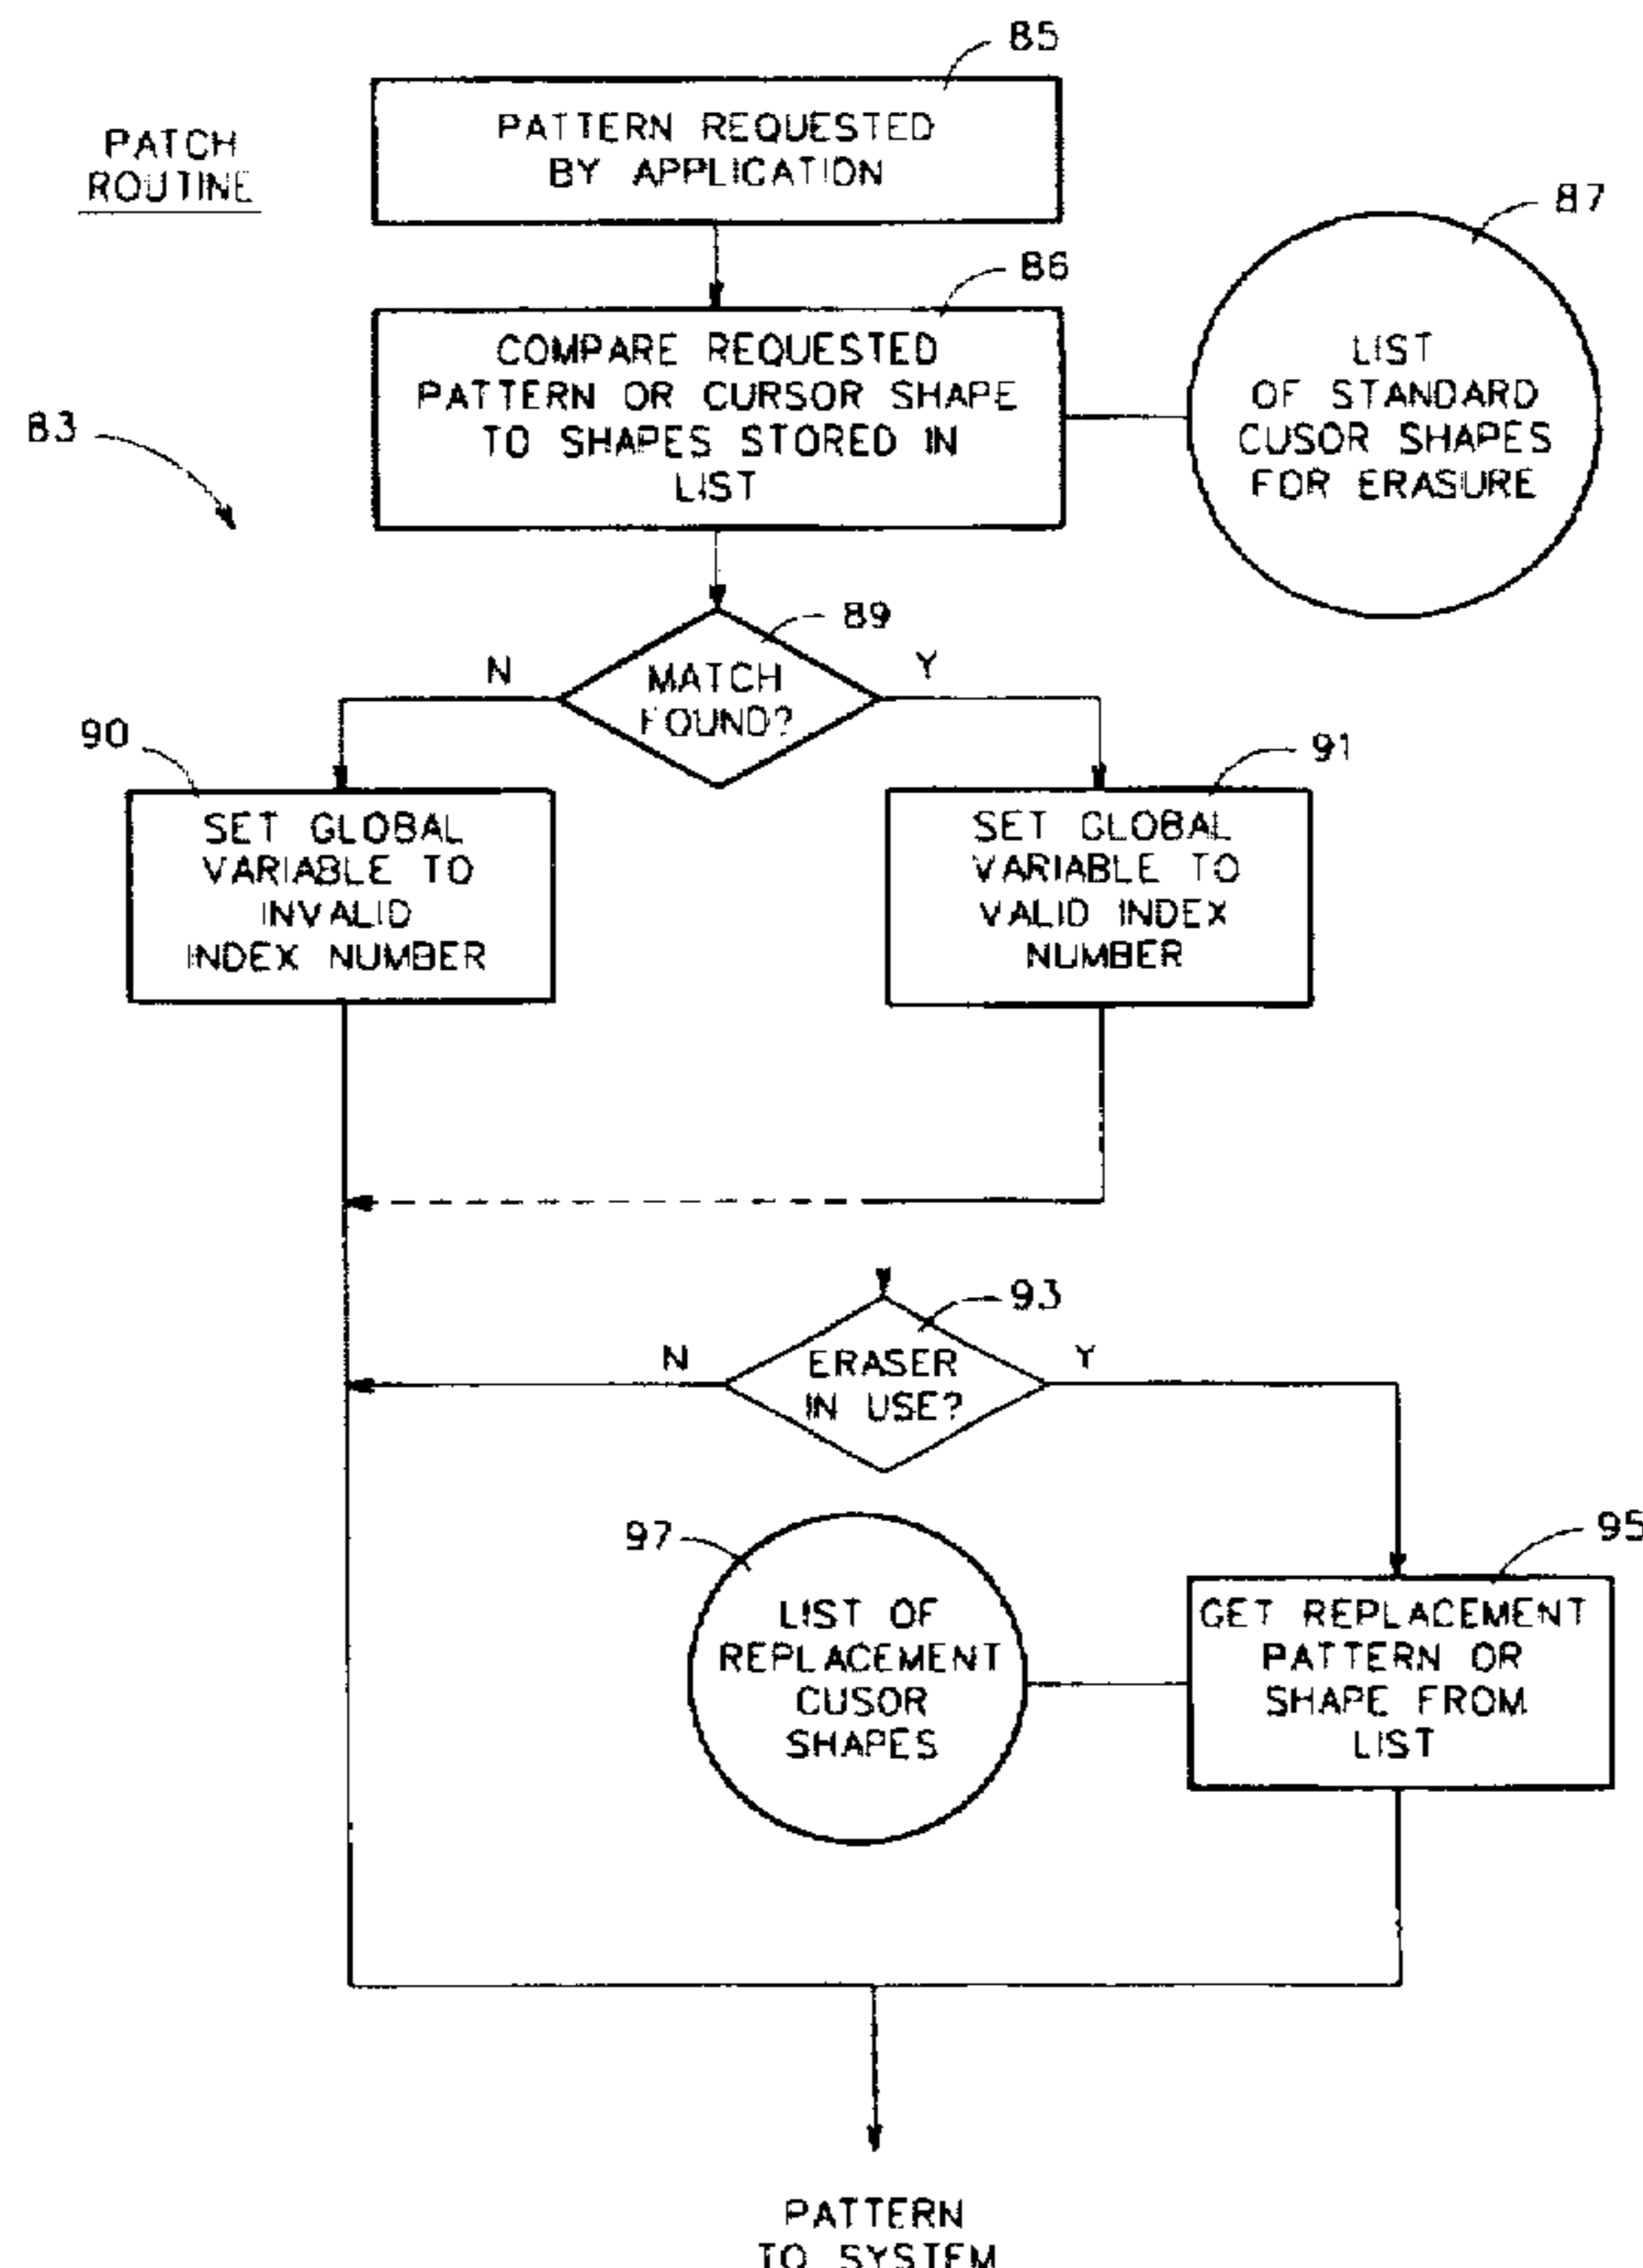 PATCH
ROUTINE
85
PATTERN REQUESTED
BY APPLICATION
86
COMPARE REQUESTED
PATTERN OR CURSOR SHAPE
TO SHAPES STORED IN
LIST
87
LIST
OF STANDARD
CUSOR SHAPES
FOR ERASURE
83
89
MATCH
FOUND?
N
Y
90
SET GLOBAL
VARIABLE TO
INVALID
INDEX NUMBER
91
SET GLOBAL
VARIABLE TO
VALID INDEX
NUMBER
93
ERASER
IN USE?
N
Y
97
LIST OF
REPLACEMENT
CUSOR
SHAPES
95
GET REPLACEMENT
PATTERN OR
SHAPE FROM
LIST
PATTERN
TO SYSTEM